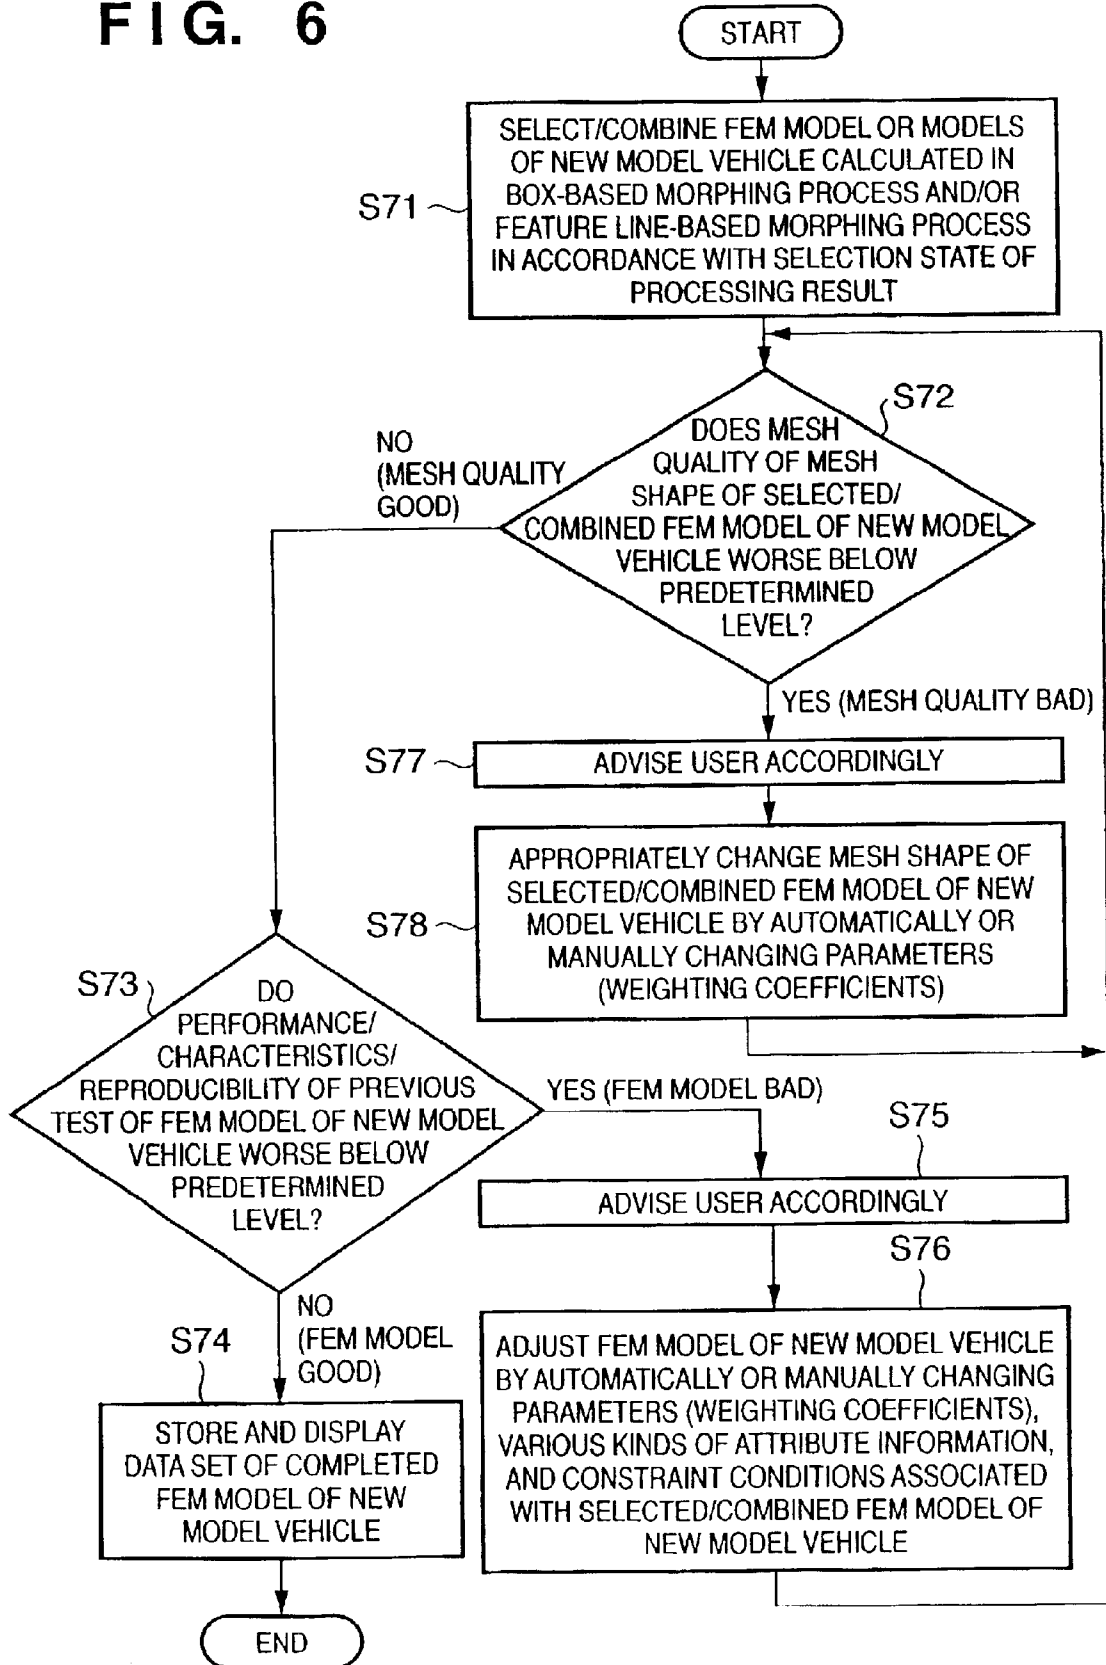 FIG. 6
START
SELECT/COMBINE FEM MODEL OR MODELS
OF NEW MODEL VEHICLE CALCULATED IN
BOX-BASED MORPHING PROCESS AND/OR
FEATURE LINE-BASED MORPHING PROCESS
IN ACCORDANCE WITH SELECTION STATE OF
PROCESSING RESULT
S71
S72
DOES MESH
QUALITY OF MESH
SHAPE OF SELECTED/
COMBINED FEM MODEL OF NEW MODEL
VEHICLE WORSE BELOW
PREDETERMINED
LEVEL?
NO
(MESH QUALITY
GOOD)
YES (MESH QUALITY BAD)
S77
ADVISE USER ACCORDINGLY
S78
APPROPRIATELY CHANGE MESH SHAPE OF
SELECTED/COMBINED FEM MODEL OF NEW
MODEL VEHICLE BY AUTOMATICALLY OR
MANUALLY CHANGING PARAMETERS
(WEIGHTING COEFFICIENTS)
S73
DO
PERFORMANCE/
CHARACTERISTICS/
REPRODUCIBILITY OF PREVIOUS
TEST OF FEM MODEL OF NEW MODEL
VEHICLE WORSE BELOW
PREDETERMINED
LEVEL?
YES (FEM MODEL BAD)
S75
ADVISE USER ACCORDINGLY
S76
ADJUST FEM MODEL OF NEW MODEL VEHICLE
BY AUTOMATICALLY OR MANUALLY CHANGING
PARAMETERS (WEIGHTING COEFFICIENTS),
VARIOUS KINDS OF ATTRIBUTE INFORMATION,
AND CONSTRAINT CONDITIONS ASSOCIATED
WITH SELECTED/COMBINED FEM MODEL OF
NEW MODEL VEHICLE
NO
(FEM MODEL
GOOD)
S74
STORE AND DISPLAY
DATA SET OF COMPLETED
FEM MODEL OF NEW
MODEL VEHICLE
END